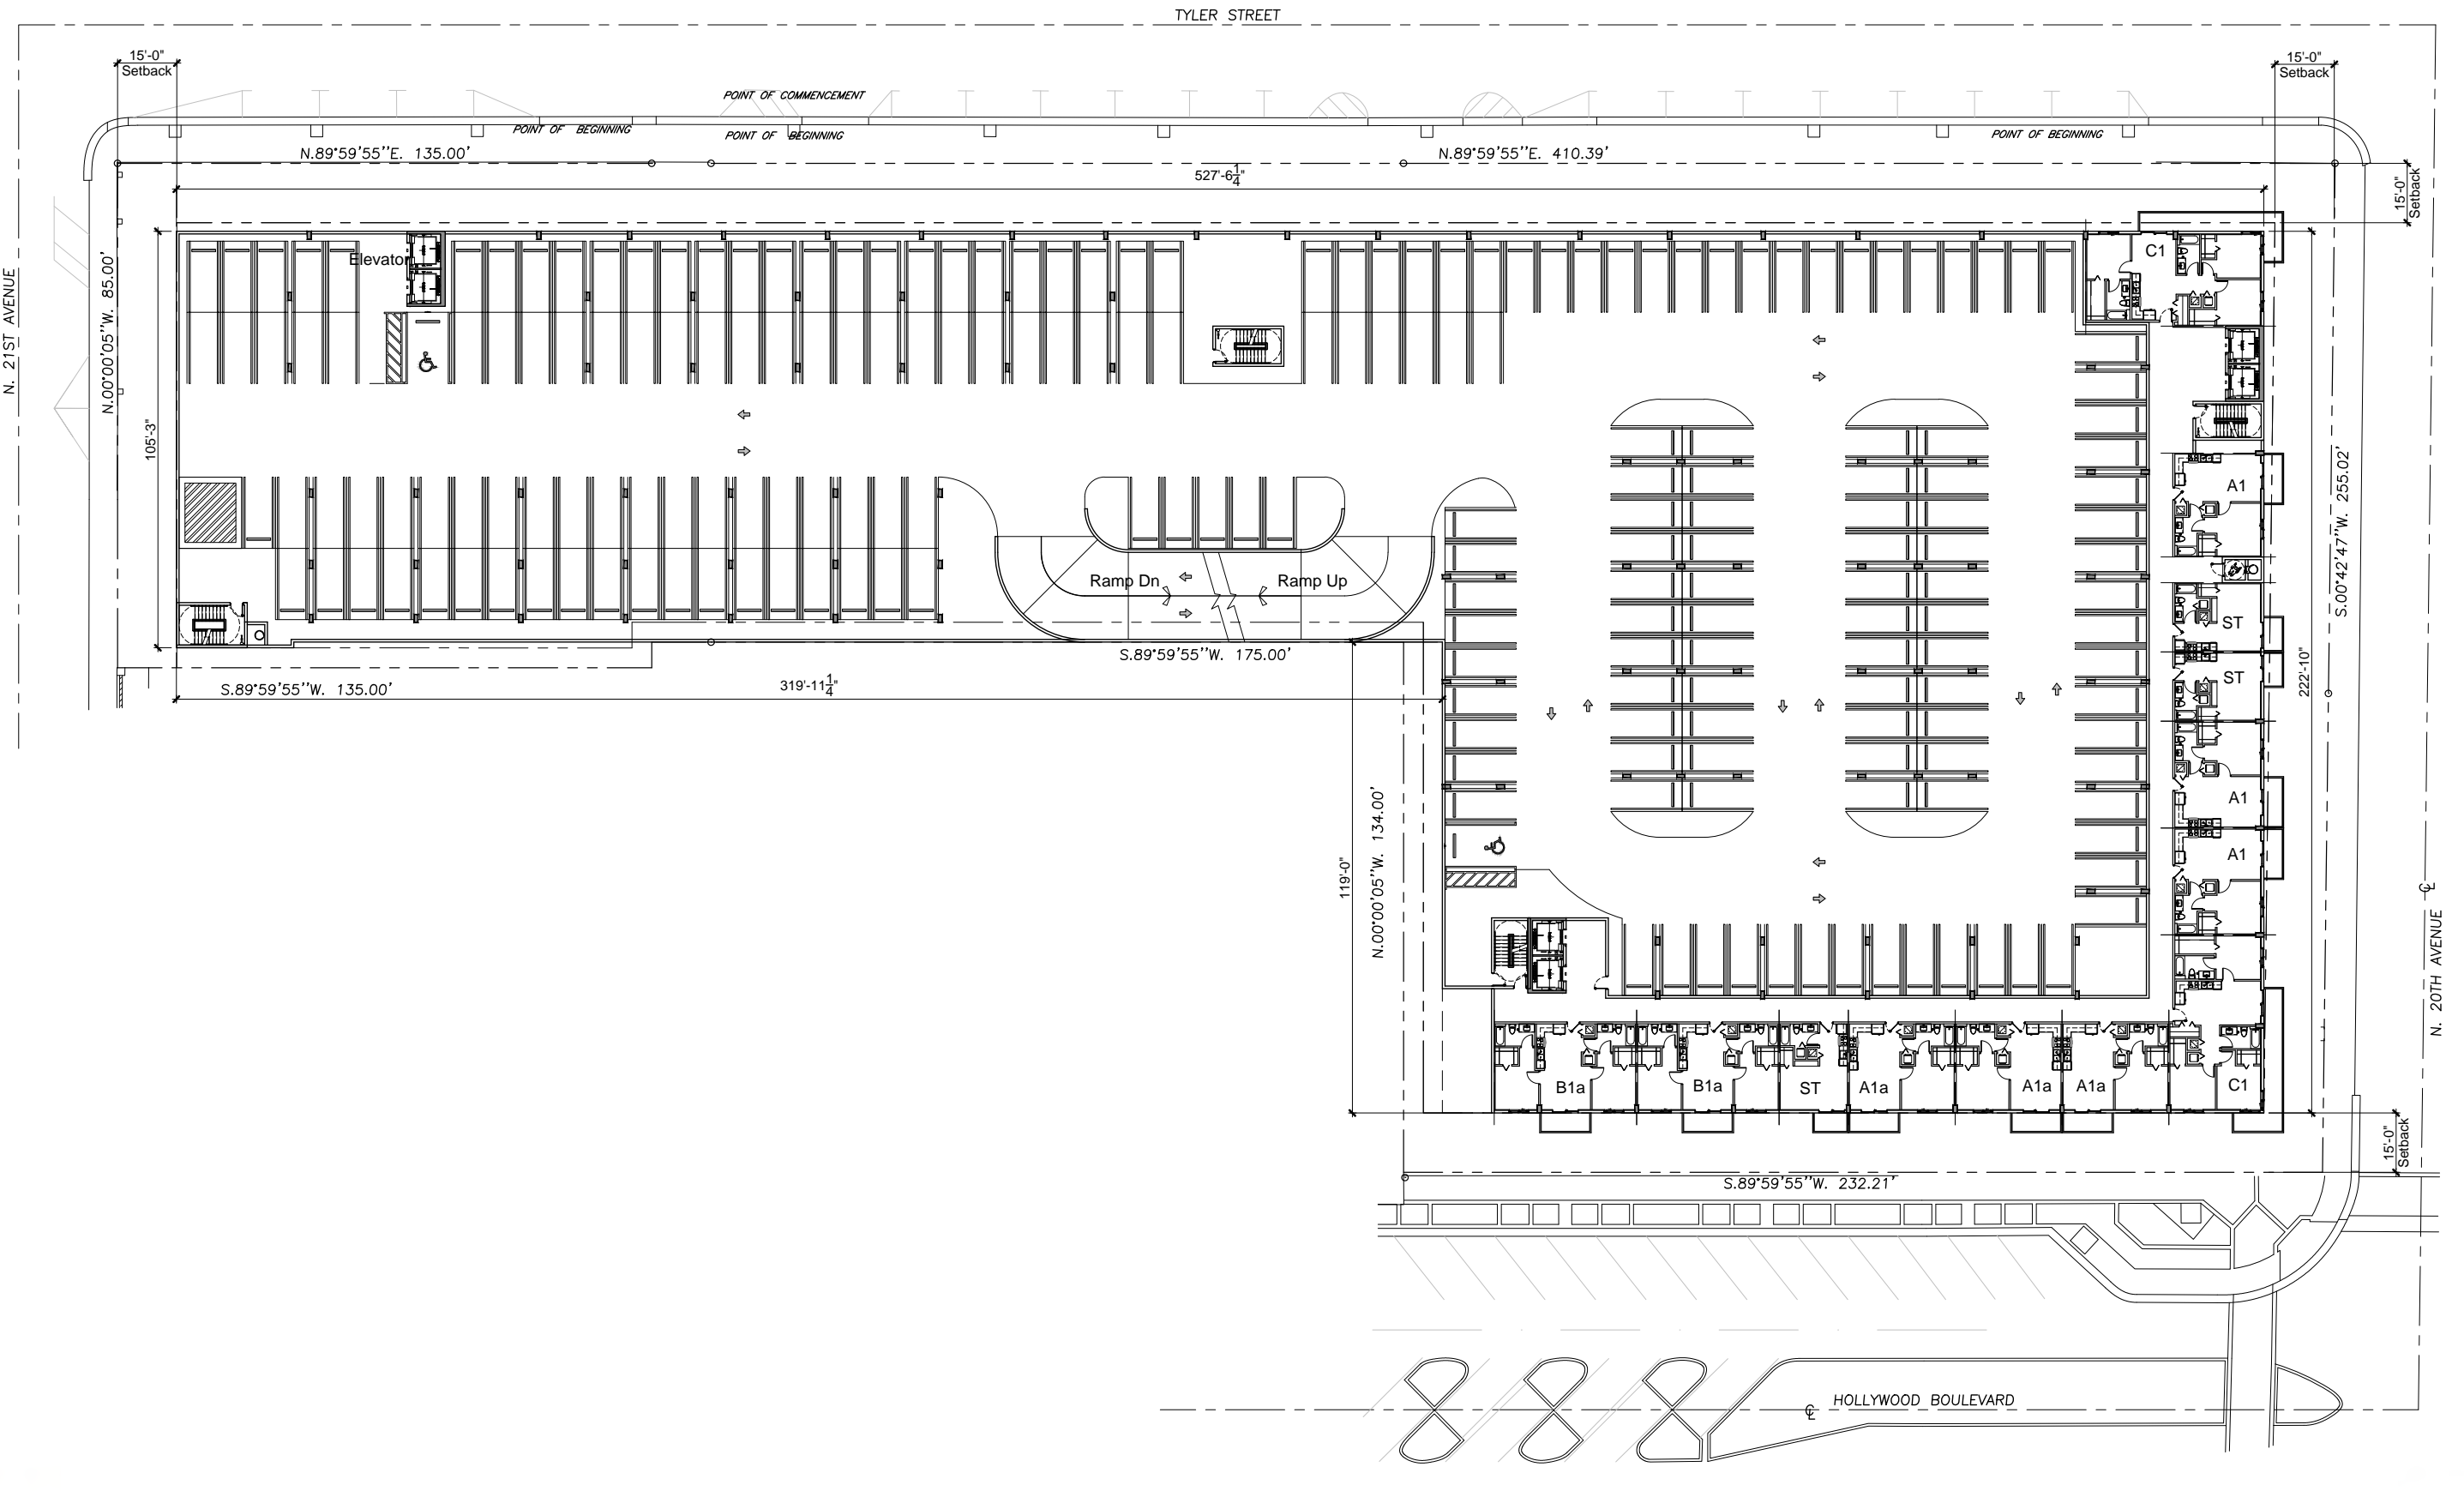 TYLER STREET
15'-0"
Setback
15'-0"
Setback
POINT OF COMMENCEMENT
POINT OF BEGINNING
POINT OF BEGINNING
POINT OF BEGINNING
N.89°59'55''E. 135.00'
N.89°59'55''E. 410.39'
527'-6 1/4"
15'-0"
Setback
N. 21ST AVENUE
N.00°00'05''W. 85.00'
Elevator
C1
105'-3"
A1
S.00°42'47''W. 255.02'
Ramp Dn
Ramp Up
ST
S.89°59'55''W. 175.00'
ST
222'-10"
S.89°59'55''W. 135.00'
319'-11 1/4"
A1
N.00°00'05''W. 134.00'
119'-0"
A1
N. 20TH AVENUE
B1a
B1a
ST
A1a
A1a
A1a
C1
15'-0"
Setback
S.89°59'55''W. 232.21'
HOLLYWOOD BOULEVARD